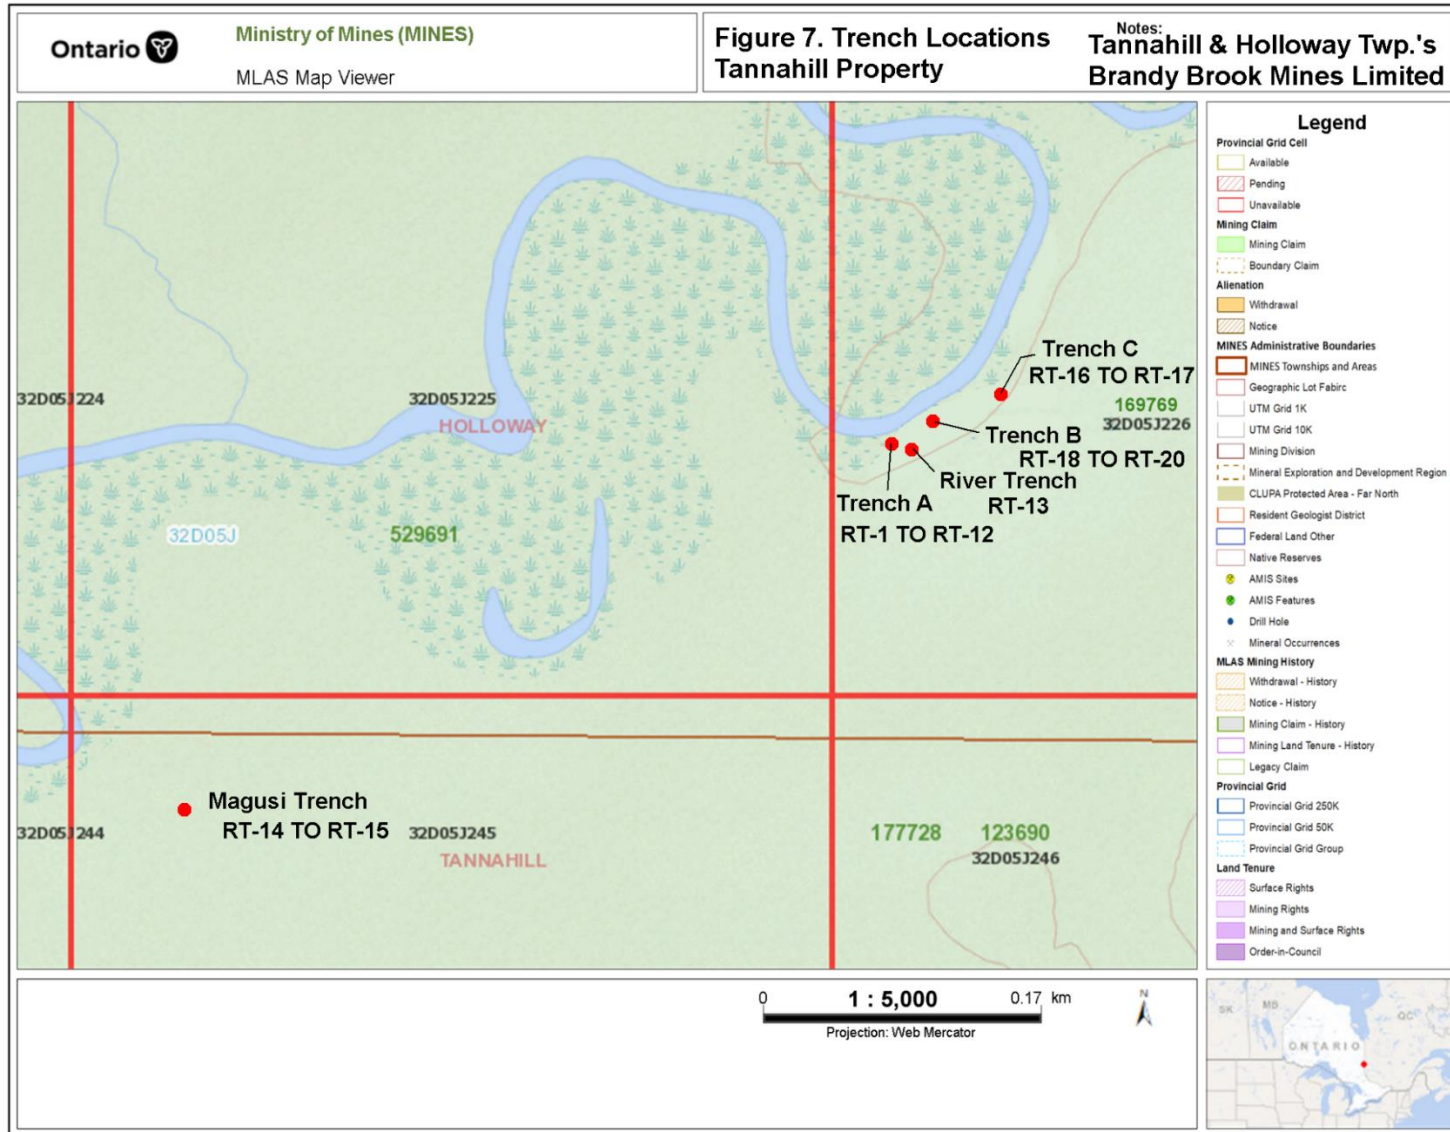 Ontario
Ministry of Mines (MINES)
MLAS Map Viewer
Figure 7. Trench Locations
Tannahill Property
Notes:
Tannahill & Holloway Twp.'s
Brandy Brook Mines Limited
32D05J224
32D05J225
HOLLOWAY
32D05J
529691
Trench C
RT-16 TO RT-17
169769
32D05J226
Trench B
RT-18 TO RT-20
River Trench
RT-13
Trench A
RT-1 TO RT-12
Magusi Trench
RT-14 TO RT-15
32D05J244
32D05J245
TANNAHILL
177728
123690
32D05J246
Legend
Provincial Grid Cell
Available
Pending
Unavailable
Mining Claim
Mining Claim
Boundary Claim
Alienation
Withdrawal
Notice
MINES Administrative Boundaries
MINES Townships and Areas
Geographic Lot Fabirc
UTM Grid 1K
UTM Grid 10K
Mining Division
Mineral Exploration and Development Region
CLUPA Protected Area - Far North
Resident Geologist District
Federal Land Other
Native Reserves
AMIS Sites
AMIS Features
Drill Hole
Mineral Occurrences
MLAS Mining History
Withdrawal - History
Notice - History
Mining Claim - History
Mining Land Tenure - History
Legacy Claim
Provincial Grid
Provincial Grid 250K
Provincial Grid 50K
Provincial Grid Group
Land Tenure
Surface Rights
Mining Rights
Mining and Surface Rights
Order-in-Council
0 1 : 5,000 0.17 km
Projection: Web Mercator
N
SK MB ONTARIO QC